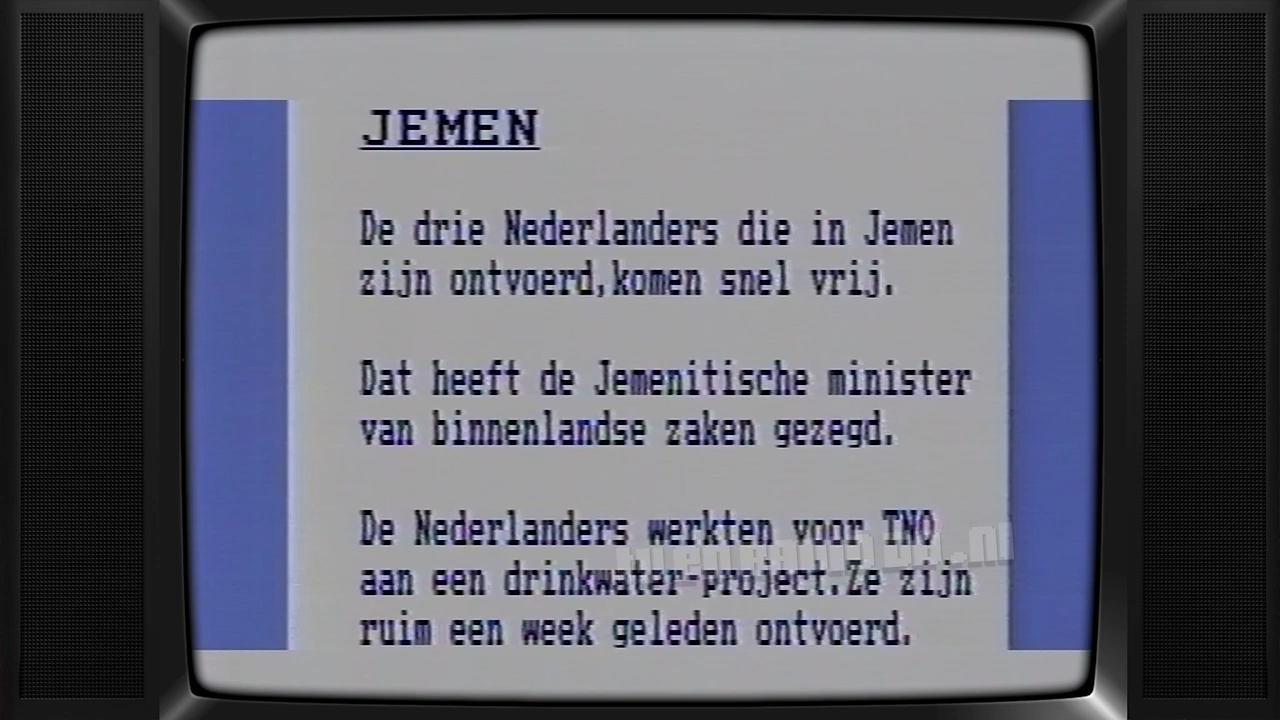 JEMEN
De drie Nederlanders die in Jemen
zijn ontvoerd,komen snel vrij.
Dat heeft de Jemenitische minister
van binnenlandse zaken gezegd.
De Nederlanders werkten voor TNO
aan een drinkwater-project.Ze zijn
ruim een week geleden ontvoerd.